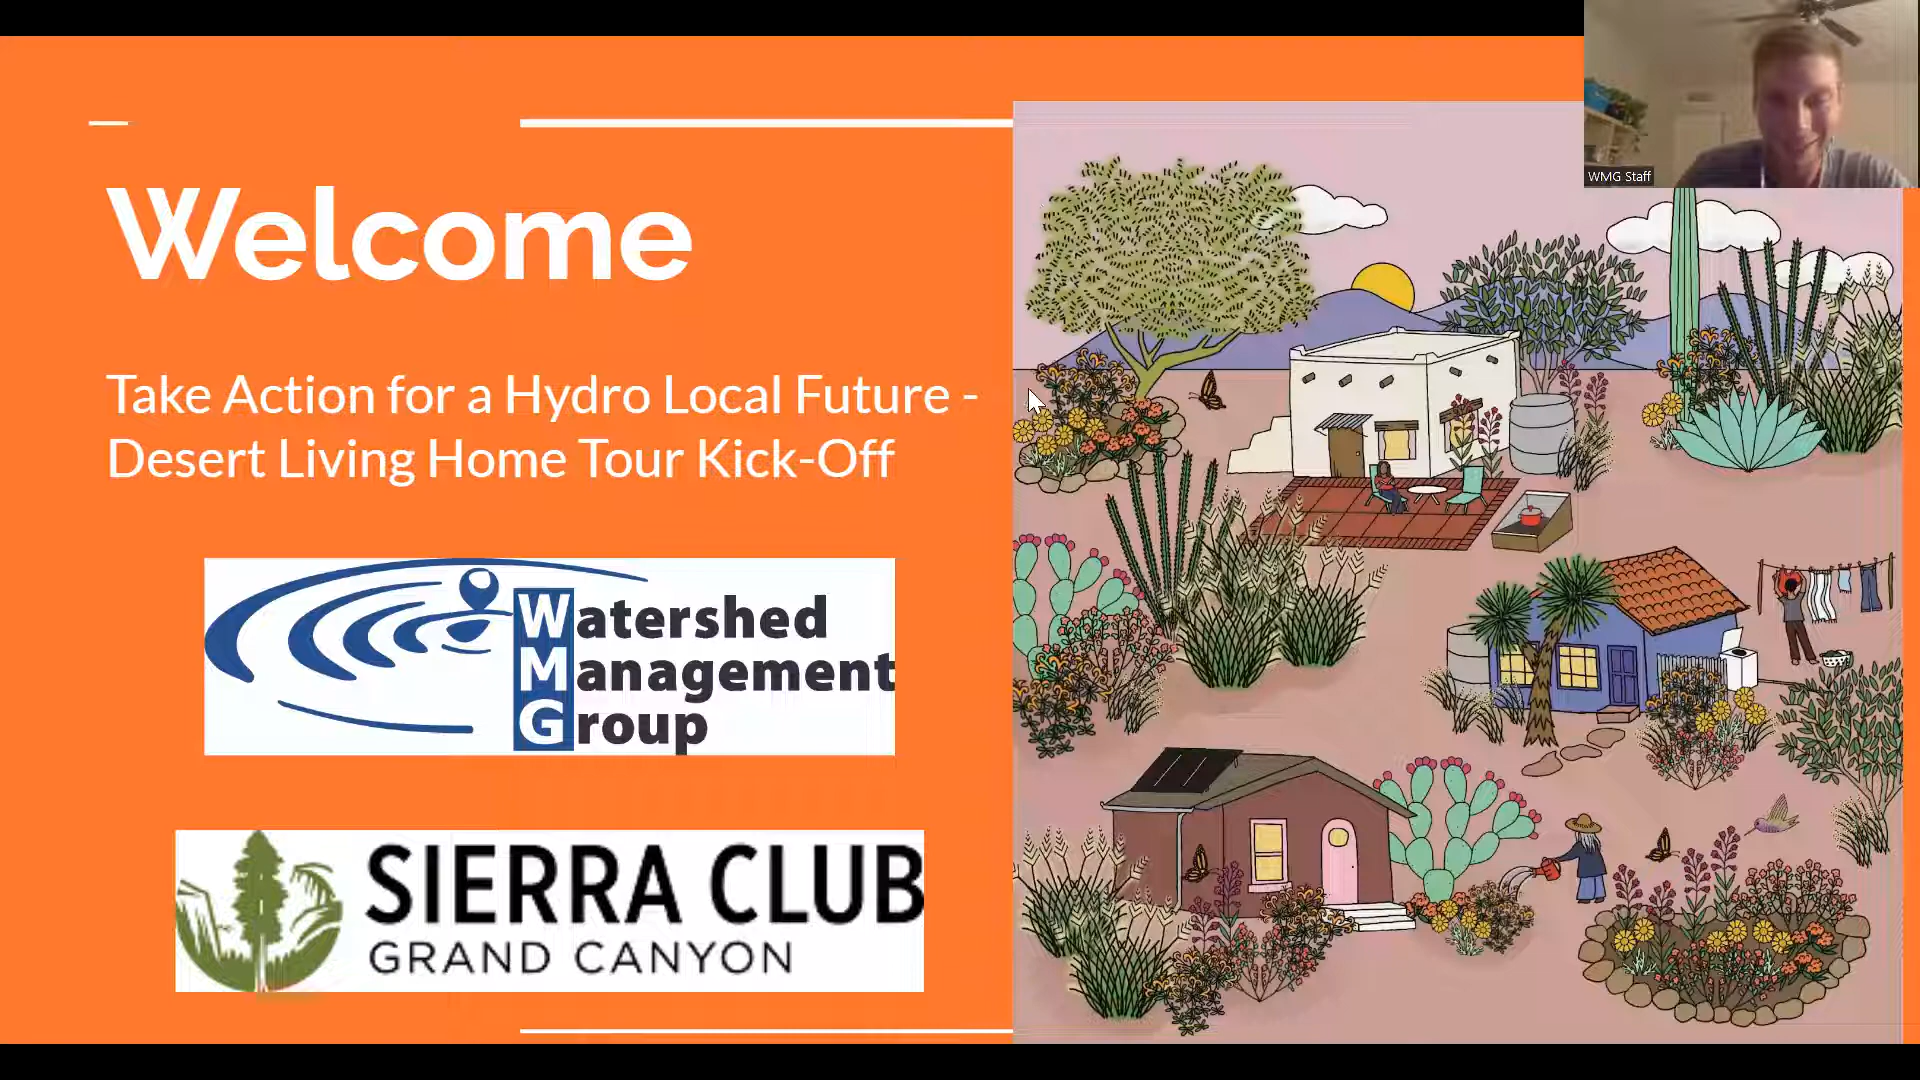 WMG Staff
Welcome
Take Action for a Hydro Local Future -
Desert Living Home Tour Kick-Off
Watershed
Management
Group
SIERRA CLUB
GRAND CANYON